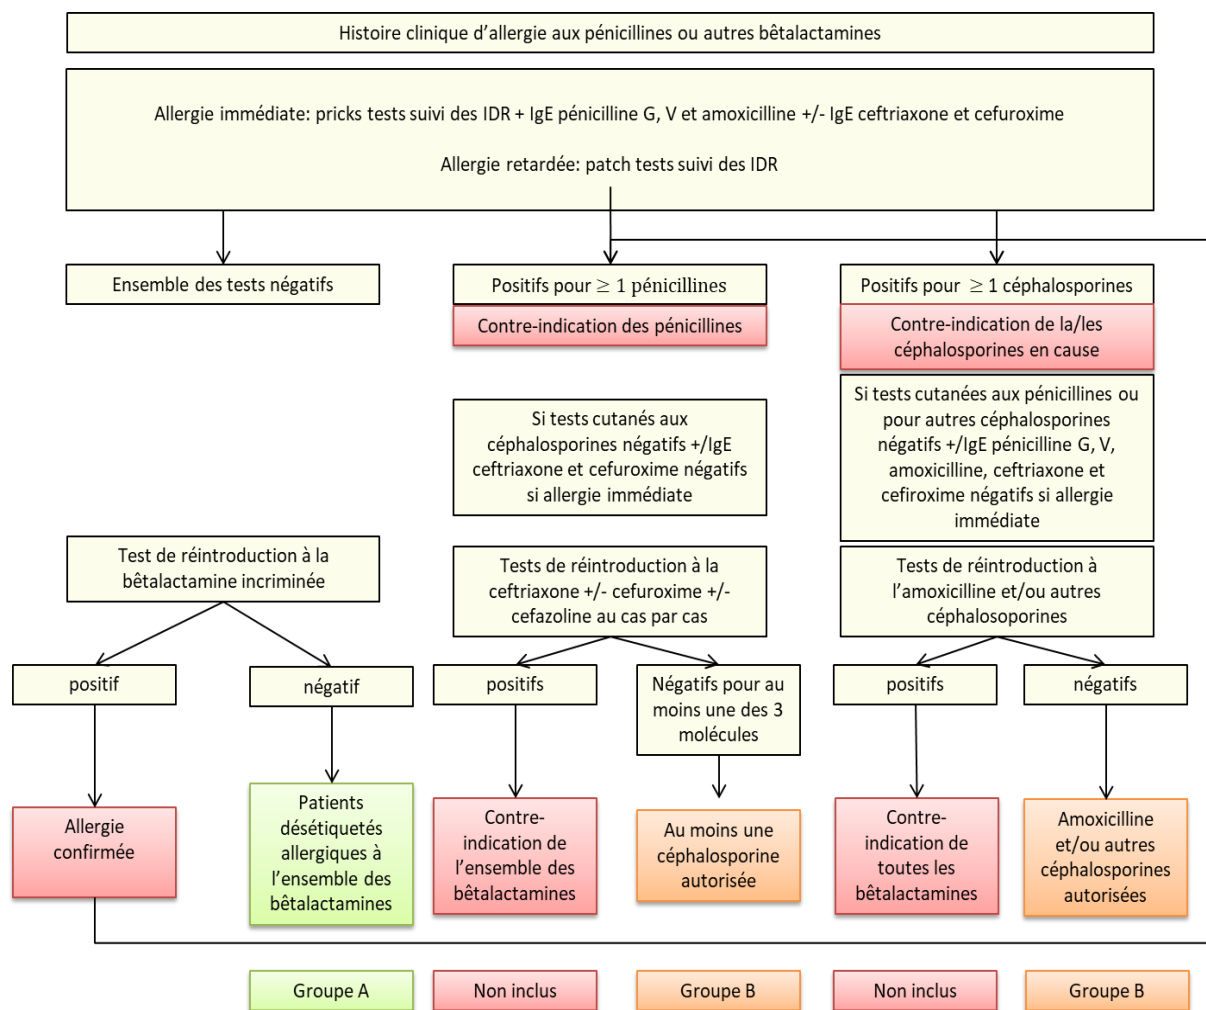 Histoire clinique d’allergie aux pénicillines ou autres bêtalactamines
Allergie immédiate: pricks tests suivi des IDR + IgE pénicilline G, V et amoxicilline +/- IgE ceftriaxone et cefuroxime
Allergie retardée: patch tests suivi des IDR
Ensemble des tests négatifs
Positifs pour ≥ 1 pénicillines
Contre-indication des pénicillines
Positifs pour ≥ 1 céphalosporines
Contre-indication de la/les
céphalosporines en cause
Si tests cutanés aux
céphalosporines négatifs +/IgE
ceftriaxone et cefuroxime négatifs
si allergie immédiate
Si tests cutanées aux pénicillines ou
pour autres céphalosporines
négatifs +/IgE pénicilline G, V,
amoxicilline, ceftriaxone et
cefiroxime négatifs si allergie
immédiate
Test de réintroduction à la
bêtalactamine incriminée
Tests de réintroduction à la
ceftriaxone +/- cefuroxime +/-
cefazoline au cas par cas
Tests de réintroduction à
l’amoxicilline et/ou autres
céphalosoporines
positif
négatif
positifs
Négatifs pour au
moins une des 3
molécules
positifs
négatifs
Allergie
confirmée
Patients
désétiquetés
allergiques à
l’ensemble des
bêtalactamines
Contre-
indication de
l’ensemble des
bêtalactamines
Au moins une
céphalosporine
autorisée
Contre-
indication de
toutes les
bêtalactamines
Amoxicilline
et/ou autres
céphalosporines
autorisées
Groupe A
Non inclus
Groupe B
Non inclus
Groupe B